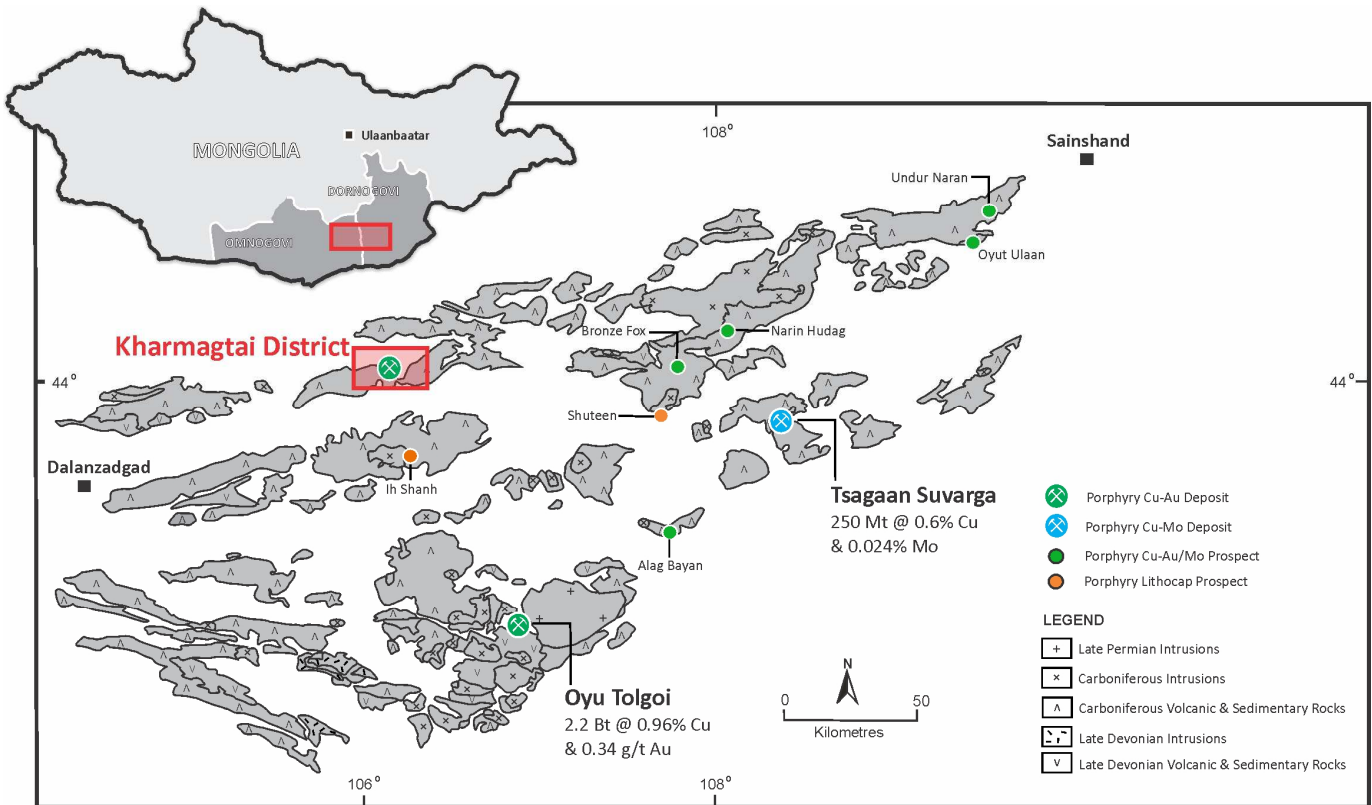 MONGOLIA
Ulaanbaatar
DORNOGOVI
OMNOGOVI
108°
Sainshand
Undur Naran
Oyut Ulaan
Kharmagtai District
Bronze Fox
Narin Hudag
44°
44°
Shuteen
Dalanzadgad
Ih Shanh
Tsagaan Suvarga
250 Mt @ 0.6% Cu
& 0.024% Mo
Alag Bayan
Oyu Tolgoi
2.2 Bt @ 0.96% Cu
& 0.34 g/t Au
Porphyry Cu-Au Deposit
Porphyry Cu-Mo Deposit
Porphyry Cu-Au/Mo Prospect
Porphyry Lithocap Prospect
LEGEND
Late Permian Intrusions
Carboniferous Intrusions
Carboniferous Volcanic & Sedimentary Rocks
Late Devonian Intrusions
Late Devonian Volcanic & Sedimentary Rocks
N
0 50
Kilometres
106°
108°